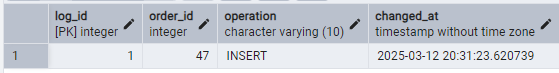 log_id order_id operation changed_at
[PK] integer integer character varying (10) timestamp without time zone
1 1 47 INSERT 2025-03-12 20:31:23.620739